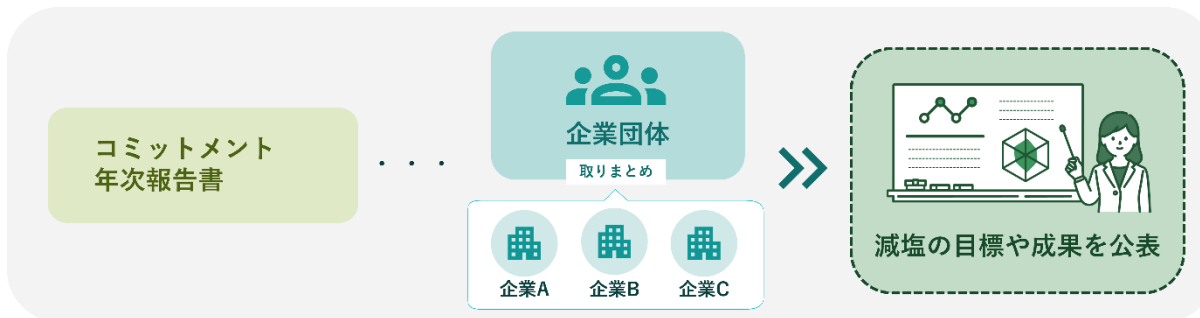 コミットメント
年次報告書
・・・
企業団体
取りまとめ
企業A
企業B
企業C
減塩の目標や成果を公表